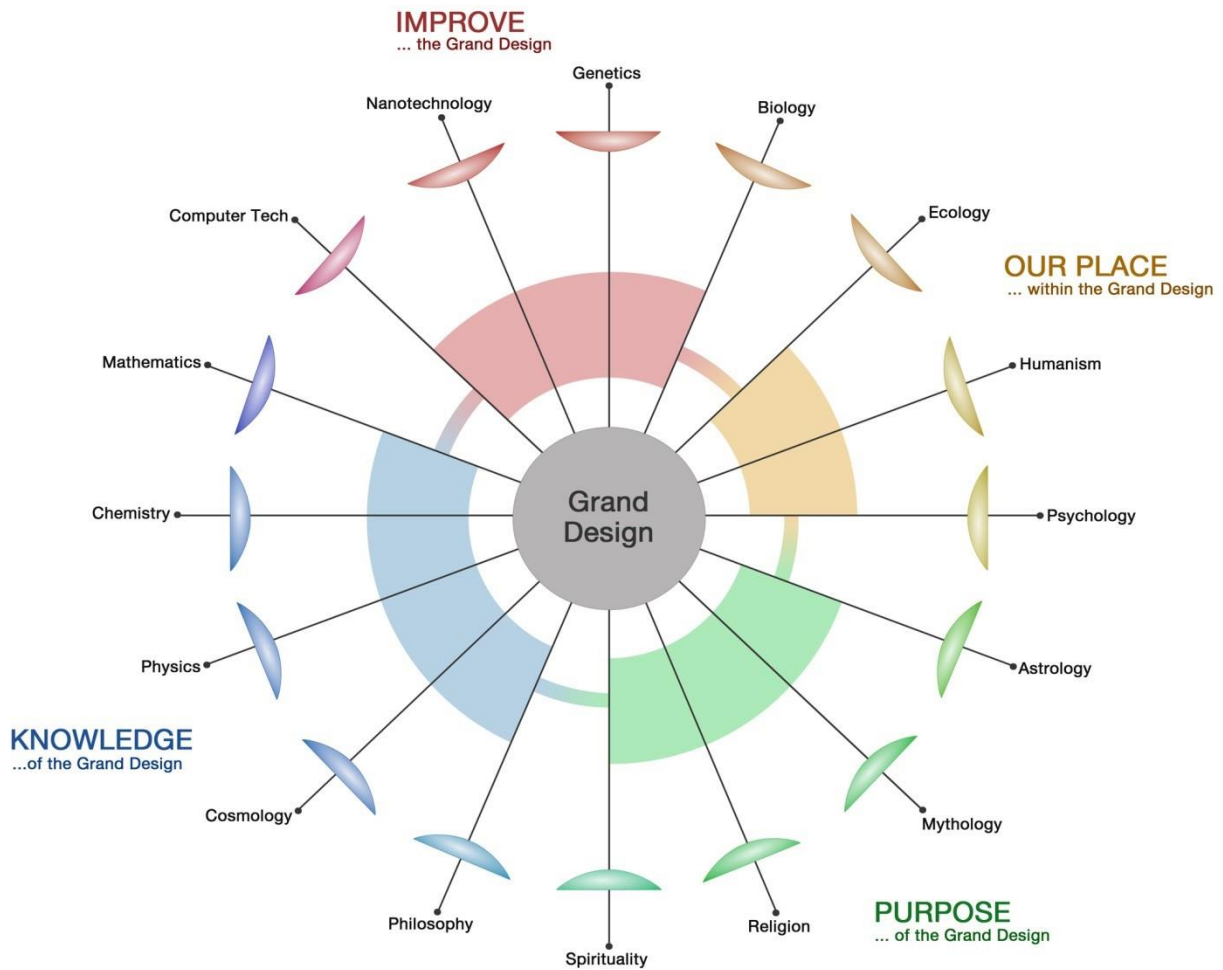 IMPROVE
... the Grand Design
Genetics
Nanotechnology
Biology
Computer Tech
Ecology
OUR PLACE
... within the Grand Design
Mathematics
Humanism
Grand
Design
Chemistry
Psychology
Physics
Astrology
KNOWLEDGE
...of the Grand Design
Cosmology
Mythology
Philosophy
Religion
PURPOSE
... of the Grand Design
Spirituality